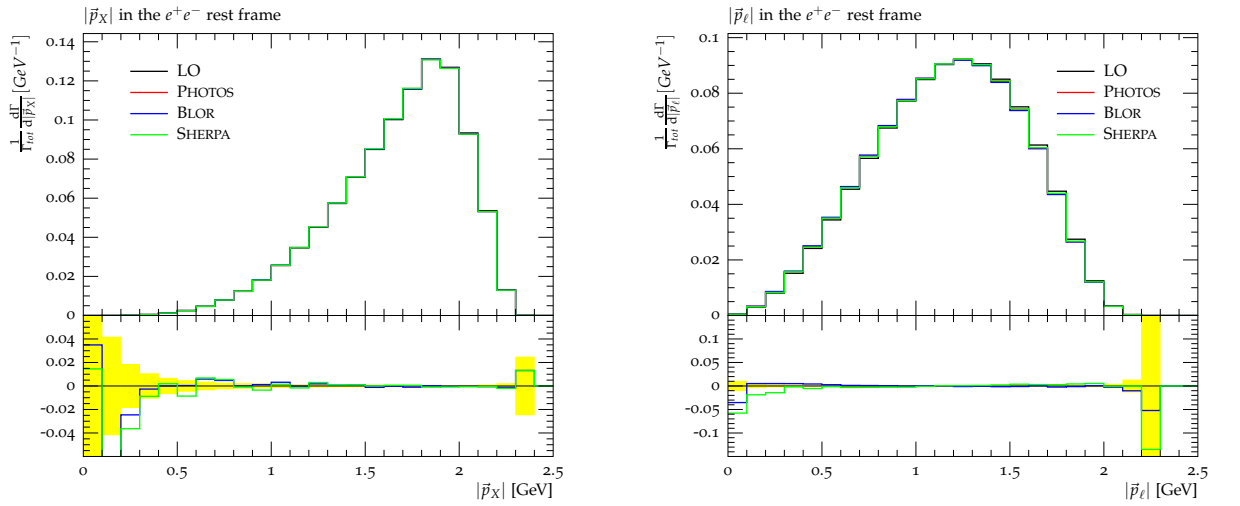 |p⃗_X| in the e⁺e⁻ rest frame
1/Γ_tot dΓ/d|p⃗_X| [GeV⁻¹]
0.14
0.12
0.1
0.08
0.06
0.04
0.02
0
LO
PHOTOS
BLOR
SHERPA
0.04
0.02
0
-0.02
-0.04
0 0.5 1 1.5 2 2.5
|p⃗_X| [GeV]
|p⃗_ℓ| in the e⁺e⁻ rest frame
1/Γ_tot dΓ/d|p⃗_ℓ| [GeV⁻¹]
0.1
0.08
0.06
0.04
0.02
0
LO
PHOTOS
BLOR
SHERPA
0.1
0.05
0
-0.05
-0.1
0 0.5 1 1.5 2 2.5
|p⃗_ℓ| [GeV]